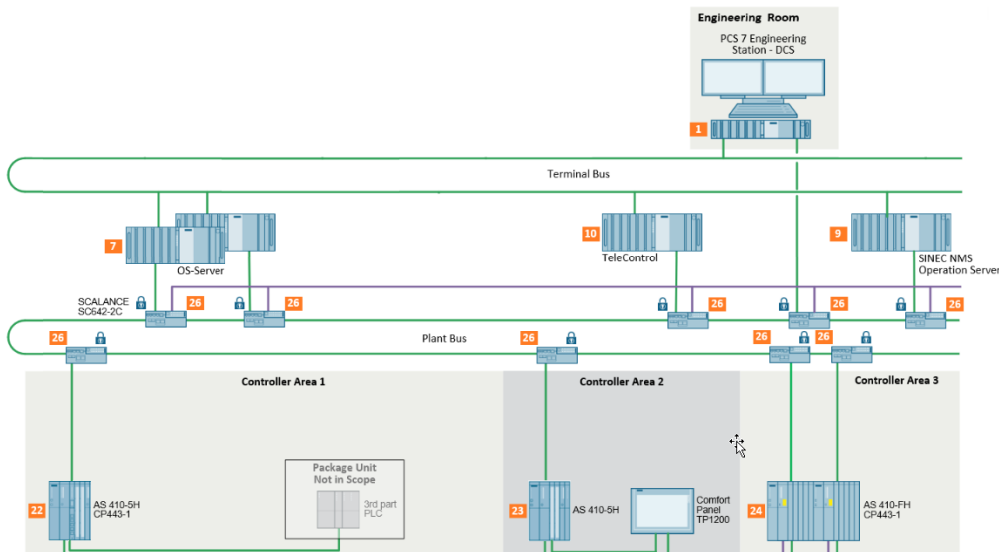 Engineering Room
PCS 7 Engineering
Station - DCS
1
Terminal Bus
7
OS-Server
10
TeleControl
9
SINEC NMS
Operation Server
SCALANCE
SC642-2C
26
26
26
26
26
26
Plant Bus
26
26
26
Controller Area 1
Controller Area 2
Controller Area 3
Package Unit
Not in Scope
3rd part
PLC
22
AS 410-5H
CP443-1
23
AS 410-5H
Comfort
Panel
TP1200
24
AS 410-FH
CP443-1